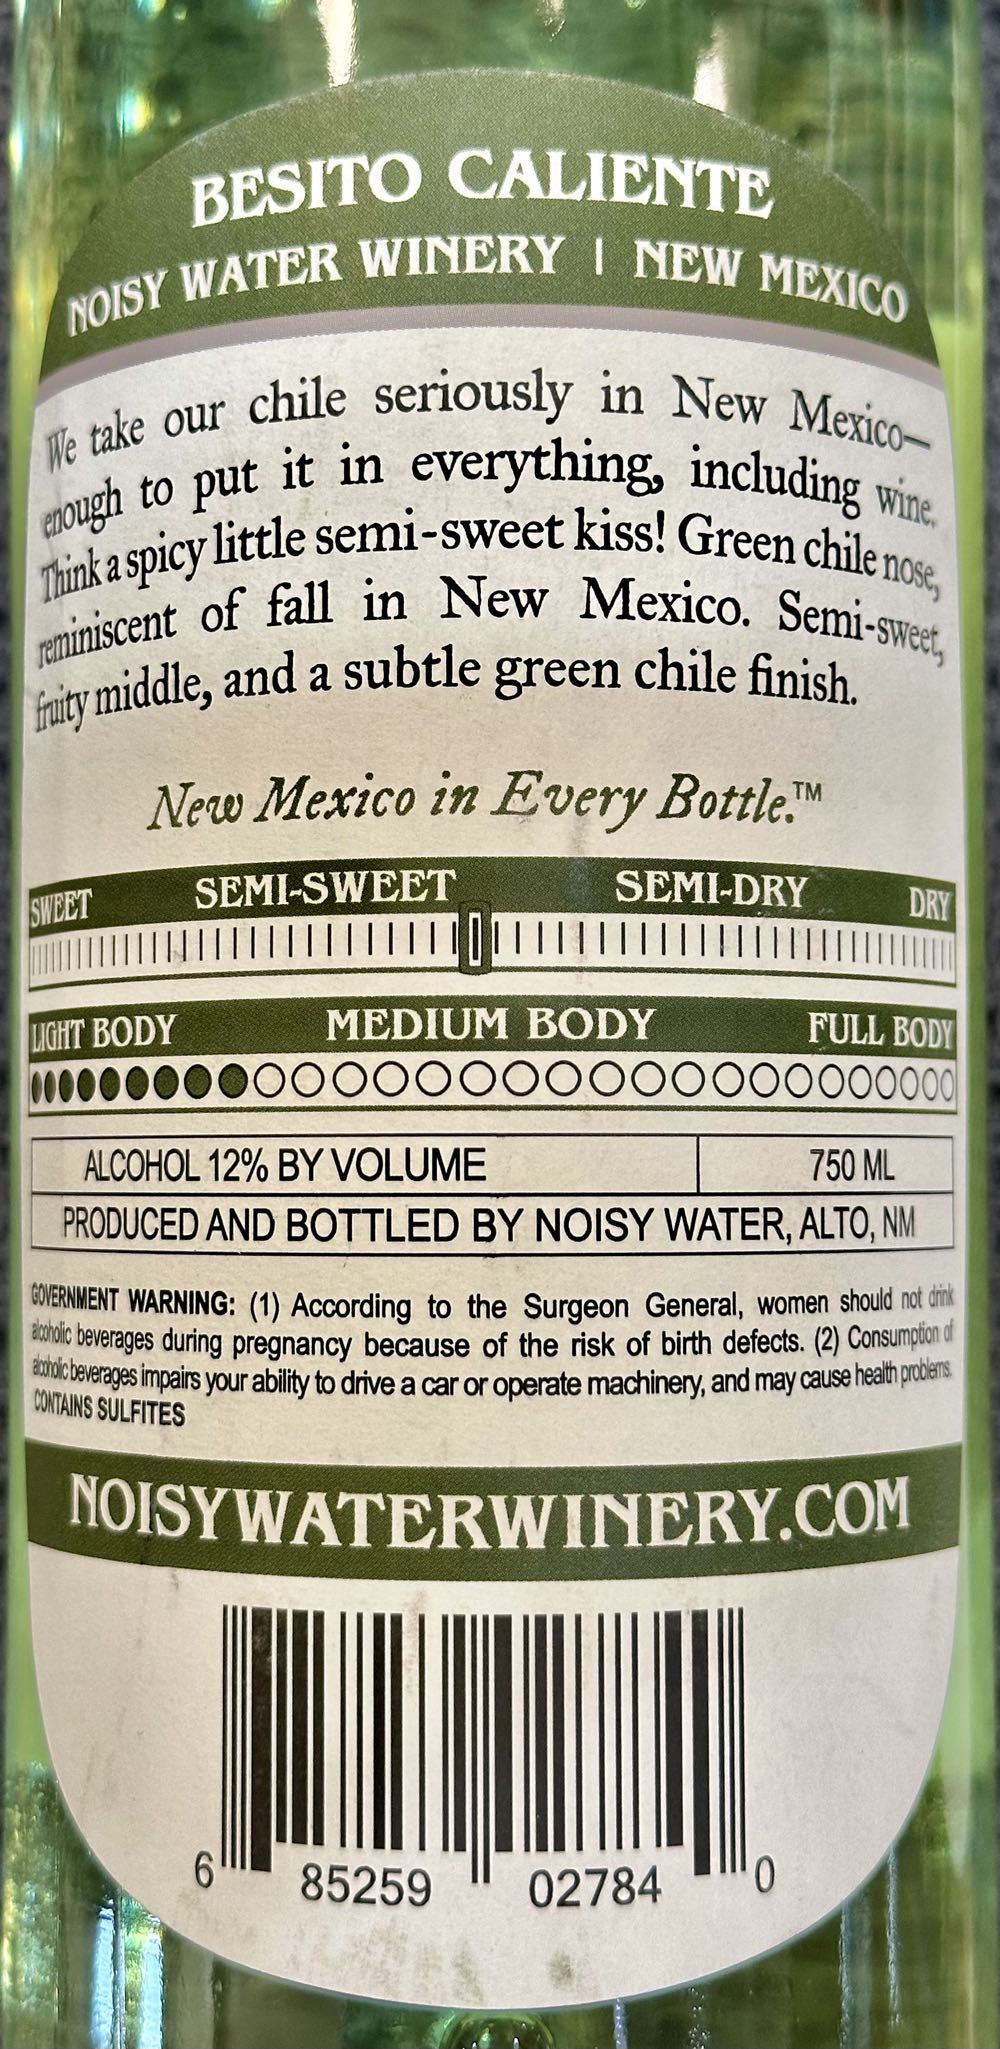 BESITO CALIENTE
NOISY WATER WINERY | NEW MEXICO
We take our chile seriously in New Mexico—
enough to put it in everything, including wine.
Think a spicy little semi-sweet kiss! Green chile nose,
reminiscent of fall in New Mexico. Semi-sweet,
fruity middle, and a subtle green chile finish.
New Mexico in Every Bottle.™
SWEET SEMI-SWEET SEMI-DRY DRY
LIGHT BODY MEDIUM BODY FULL BODY
ALCOHOL 12% BY VOLUME 750 ML
PRODUCED AND BOTTLED BY NOISY WATER, ALTO, NM
GOVERNMENT WARNING: (1) According to the Surgeon General, women should not drink
alcoholic beverages during pregnancy because of the risk of birth defects. (2) Consumption of
alcoholic beverages impairs your ability to drive a car or operate machinery, and may cause health problems.
CONTAINS SULFITES
NOISYWATERWINERY.COM
6 85259 02784 0